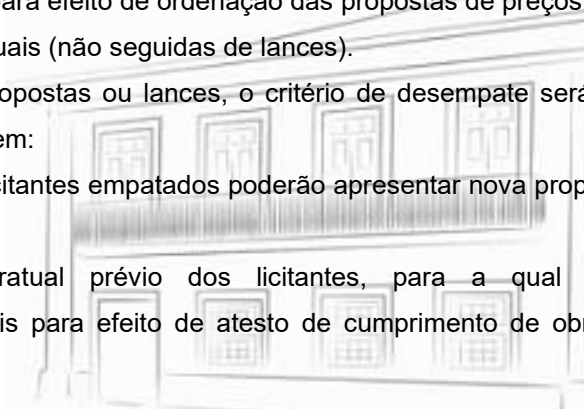 para efeito de ordenação das propostas de preços
uais (não seguidas de lances).
opostas ou lances, o critério de desempate será
em:
citantes empatados poderão apresentar nova prop
ratual prévio dos licitantes, para a qual
is para efeito de atesto de cumprimento de obr